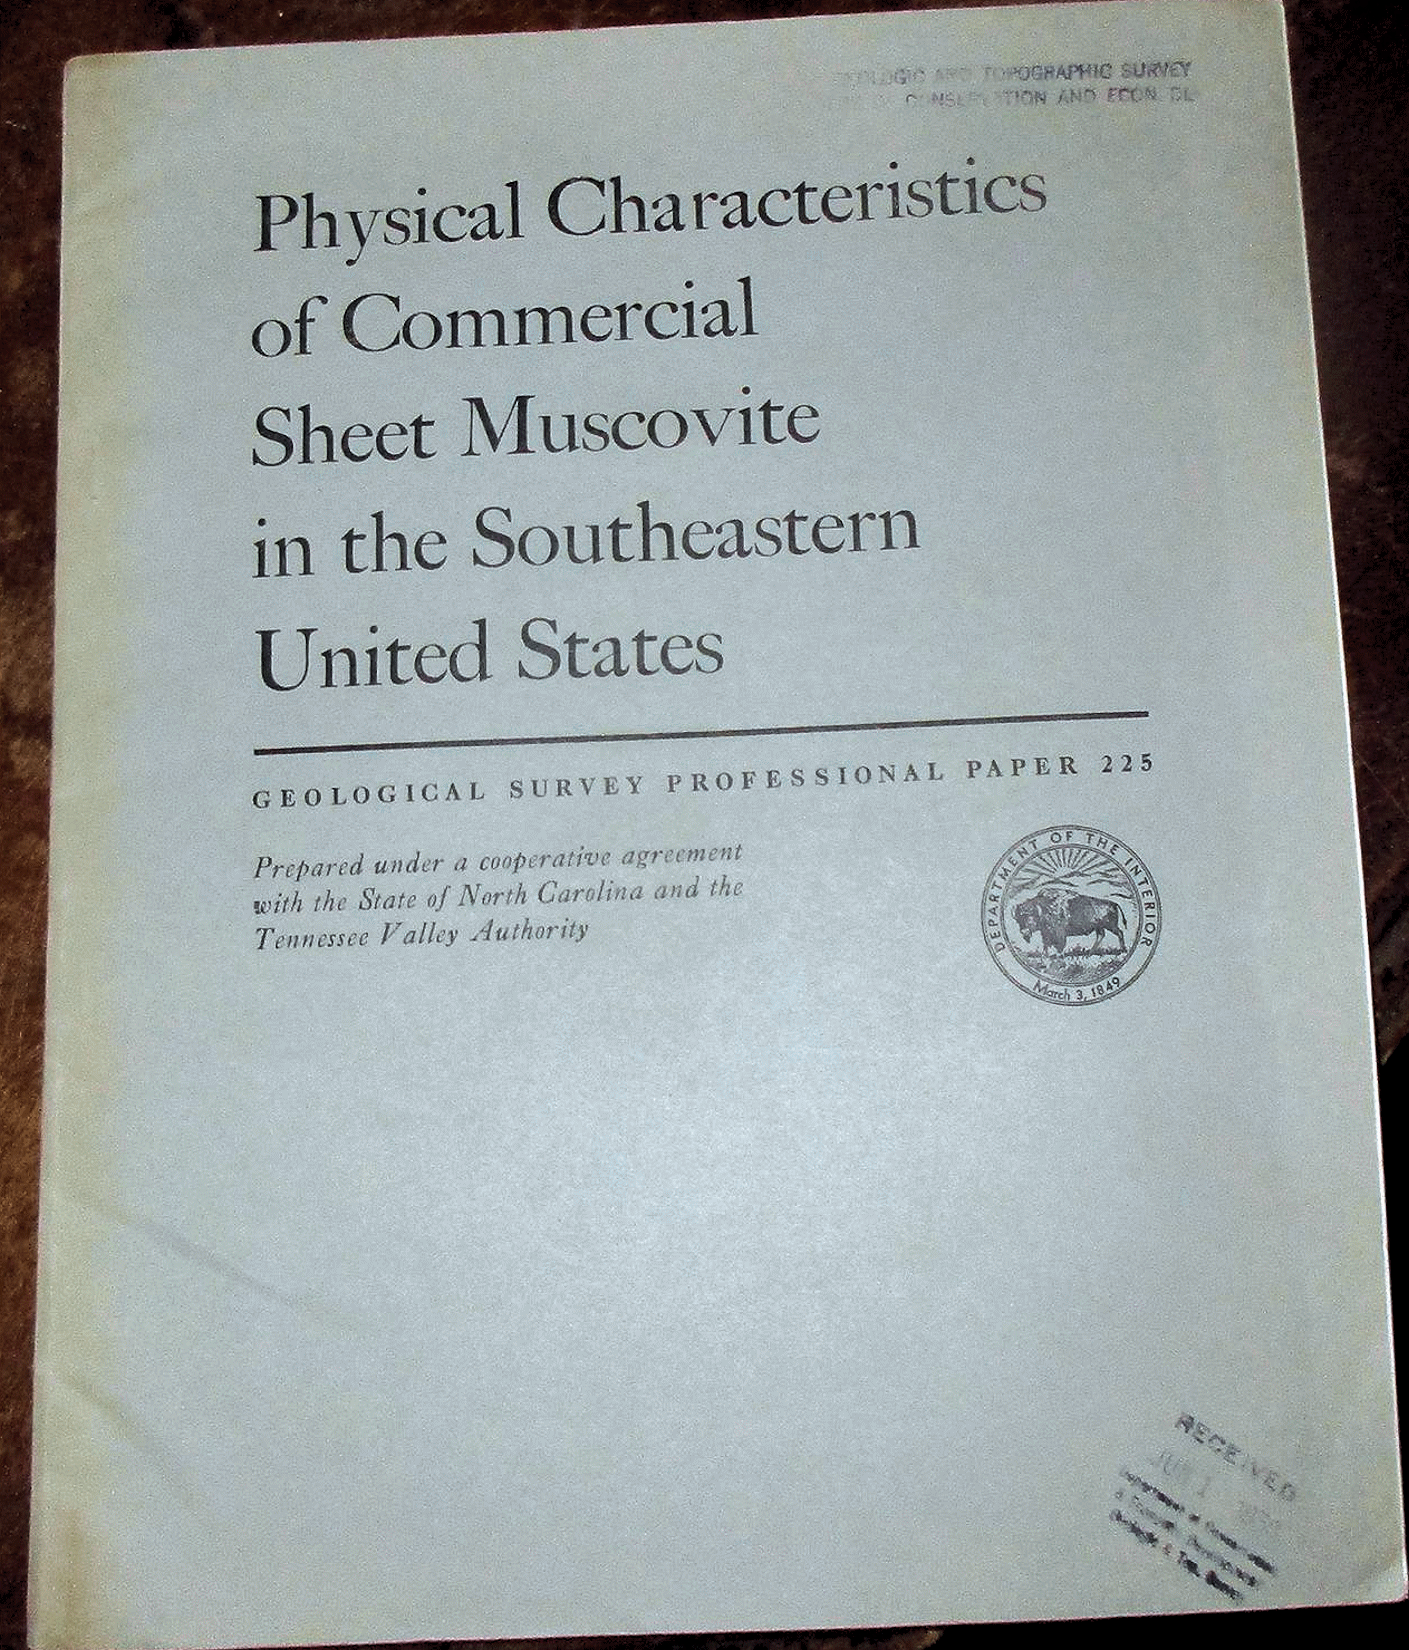 TOPOGRAPHIC SURVEY
AND ECON.
Physical Characteristics
of Commercial
Sheet Muscovite
in the Southeastern
United States
GEOLOGICAL SURVEY PROFESSIONAL PAPER 225
Prepared under a cooperative agreement
with the State of North Carolina and the
Tennessee Valley Authority
DEPARTMENT OF THE INTERIOR
March 3, 1849
RECEIVED